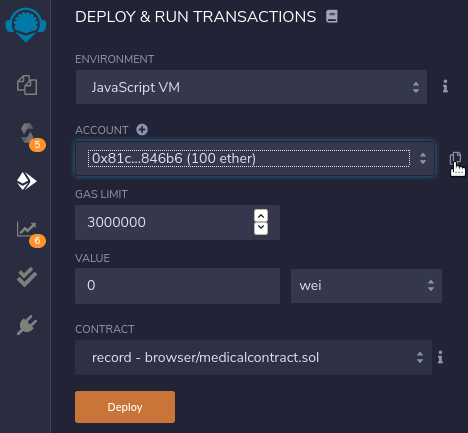 DEPLOY & RUN TRANSACTIONS
ENVIRONMENT
JavaScript VM
ACCOUNT
0x81c...846b6 (100 ether)
GAS LIMIT
3000000
VALUE
0 wei
CONTRACT
record - browser/medicalcontract.sol
Deploy
5
6